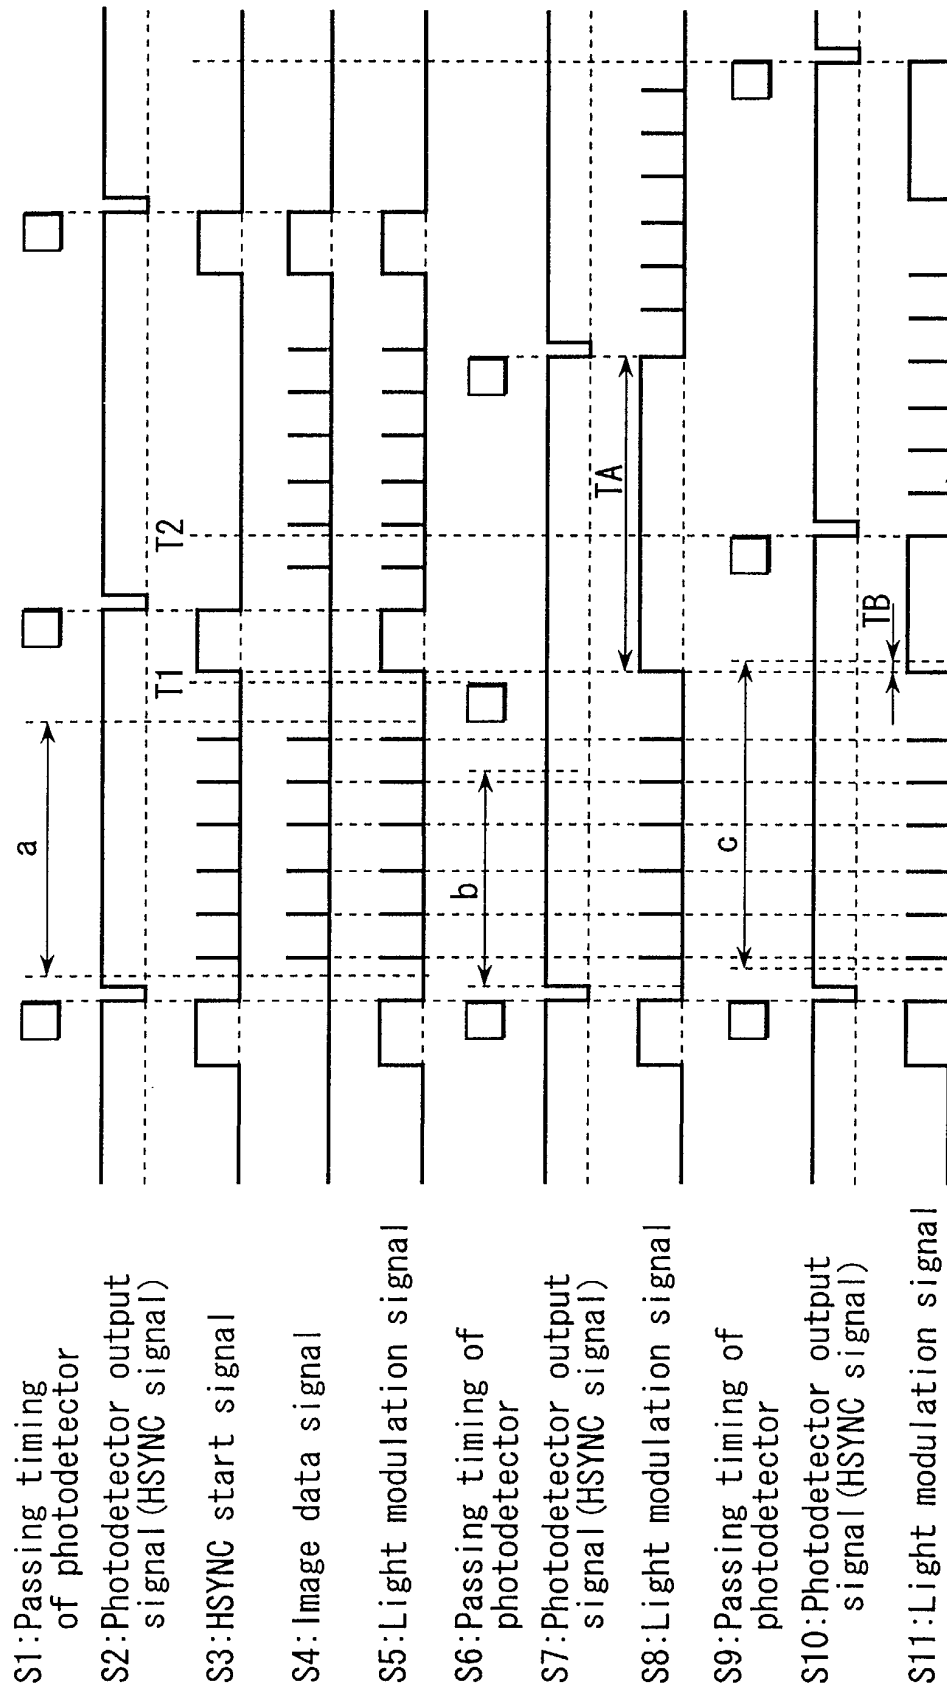 S1:Passing timing
of photodetector
S2:Photodetector output
signal(HSYNC signal)
S3:HSYNC start signal
S4:Image data signal
S5:Light modulation signal
S6:Passing timing of
photodetector
S7:Photodetector output
signal(HSYNC signal)
S8:Light modulation signal
S9:Passing timing of
photodetector
S10:Photodetector output
signal(HSYNC signal)
S11:Light modulation signal
a
T1
T2
b
TA
c
TB